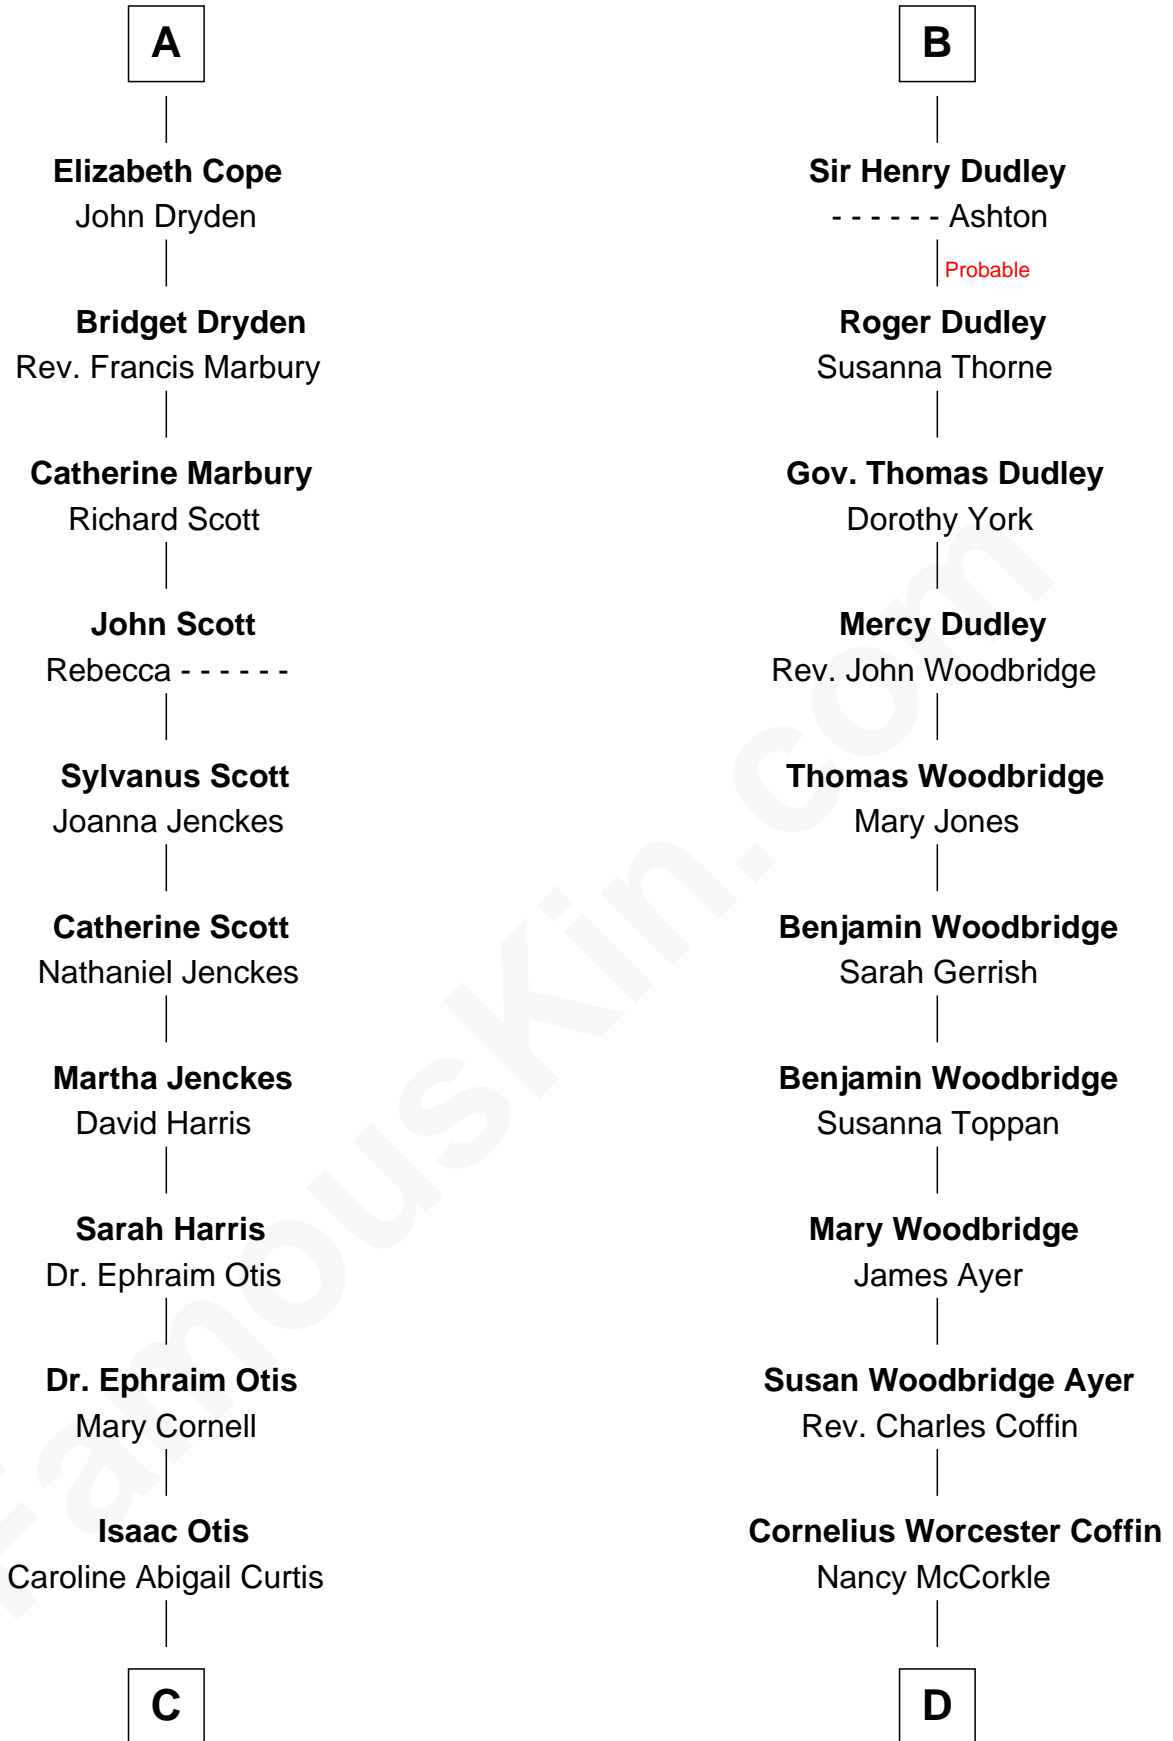 A
Elizabeth Cope
John Dryden
Bridget Dryden
Rev. Francis Marbury
Catherine Marbury
Richard Scott
John Scott
Rebecca - - - - - -
Sylvanus Scott
Joanna Jenckes
Catherine Scott
Nathaniel Jenckes
Martha Jenckes
David Harris
Sarah Harris
Dr. Ephraim Otis
Dr. Ephraim Otis
Mary Cornell
Isaac Otis
Caroline Abigail Curtis
C
B
Sir Henry Dudley
- - - - - - Ashton
Probable
Roger Dudley
Susanna Thorne
Gov. Thomas Dudley
Dorothy York
Mercy Dudley
Rev. John Woodbridge
Thomas Woodbridge
Mary Jones
Benjamin Woodbridge
Sarah Gerrish
Benjamin Woodbridge
Susanna Toppan
Mary Woodbridge
James Ayer
Susan Woodbridge Ayer
Rev. Charles Coffin
Cornelius Worcester Coffin
Nancy McCorkle
D
FamousKin.com